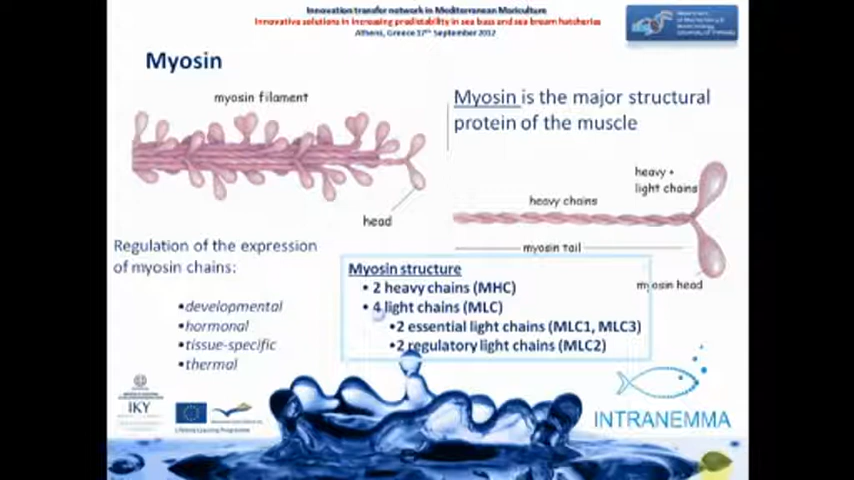 Innovation transfer network in Mediterranean Mariculture
Innovative solutions in increasing predictability in sea bass and sea bream hatcheries
Athens, Greece 17th September 2012
Myosin
myosin filament
head
Myosin is the major structural
protein of the muscle
heavy +
light chains
heavy chains
myosin tail
myosin head
Regulation of the expression
of myosin chains:
•developmental
•hormonal
•tissue-specific
•thermal
Myosin structure
• 2 heavy chains (MHC)
• 4 light chains (MLC)
•2 essential light chains (MLC1, MLC3)
•2 regulatory light chains (MLC2)
IKY
Lifelong Learning Programme
INTRANEMMA